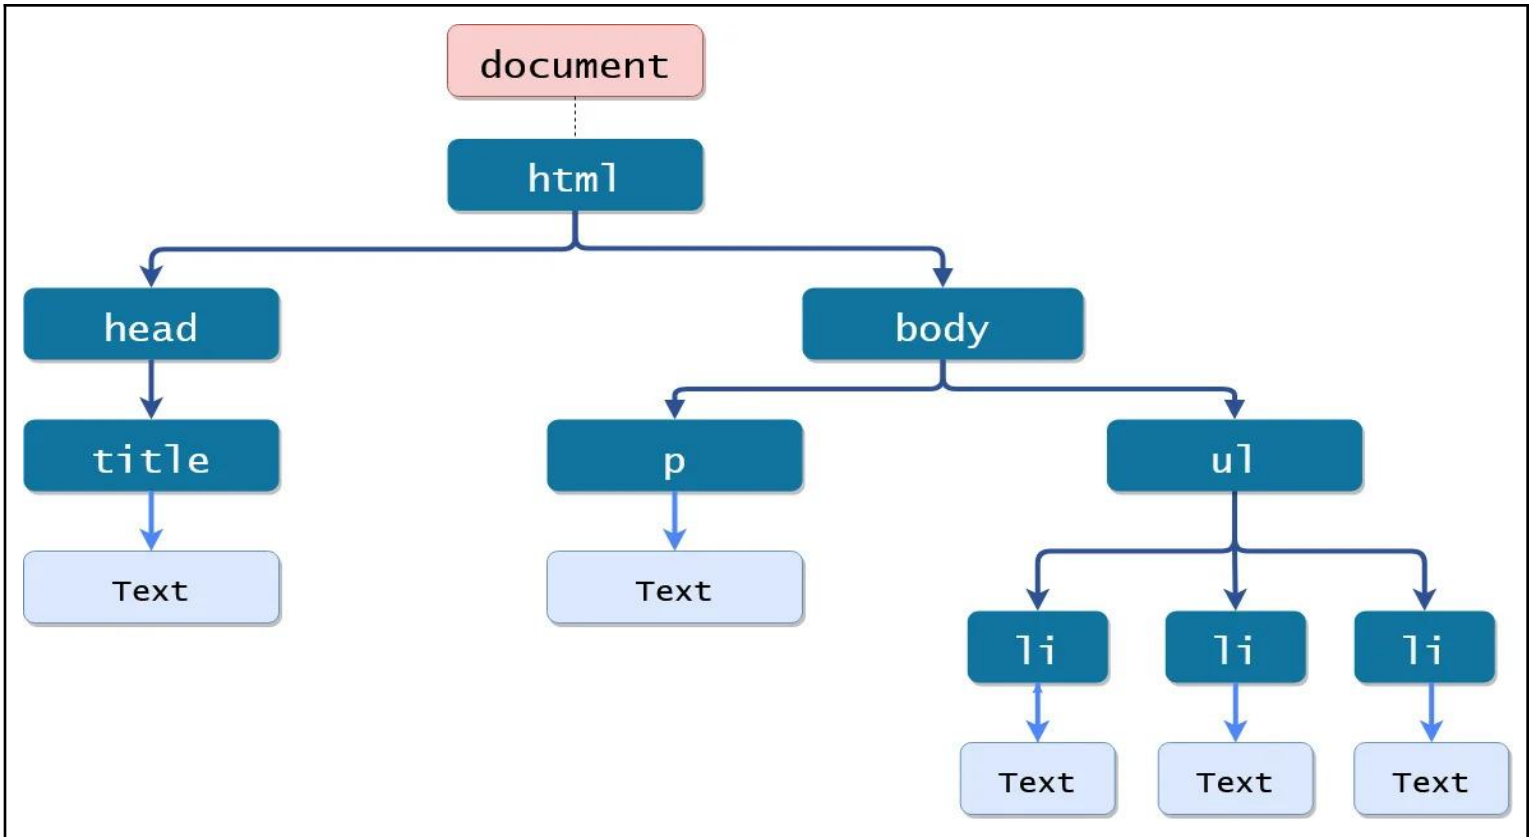 document
html
head
body
title
p
ul
Text
Text
li
li
li
Text
Text
Text